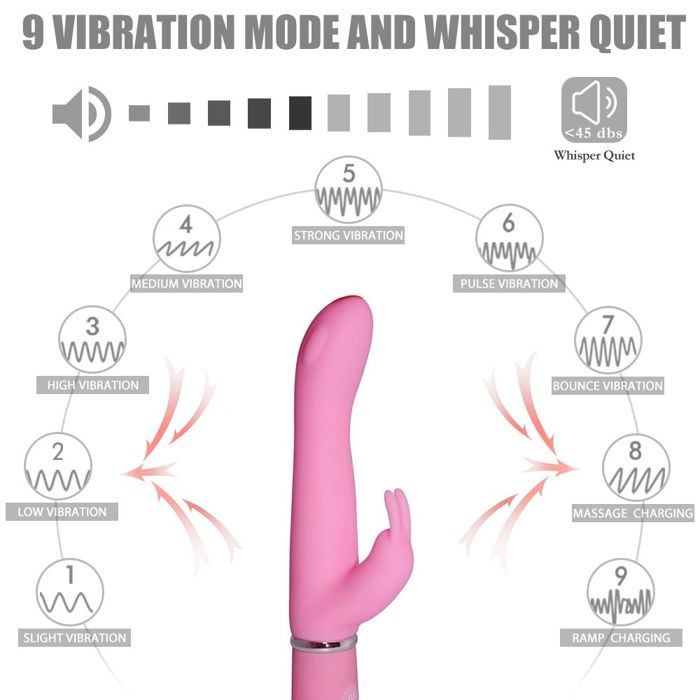 9 VIBRATION MODE AND WHISPER QUIET
<45 dbs
Whisper Quiet
5
STRONG VIBRATION
4
MEDIUM VIBRATION
6
PULSE VIBRATION
3
HIGH VIBRATION
7
BOUNCE VIBRATION
2
LOW VIBRATION
8
MASSAGE CHARGING
1
SLIGHT VIBRATION
9
RAMP CHARGING